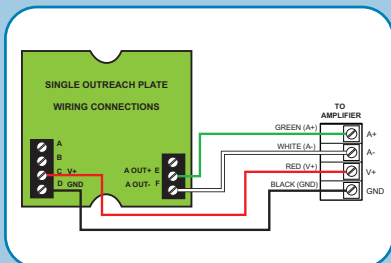 SINGLE OUTREACH PLATE
WIRING CONNECTIONS
A
B
C V+
D GND
A OUT+ E
A OUT- F
TO
AMPLIFIER
GREEN (A+)
WHITE (A-)
RED (V+)
BLACK (GND)
A+
A-
V+
GND